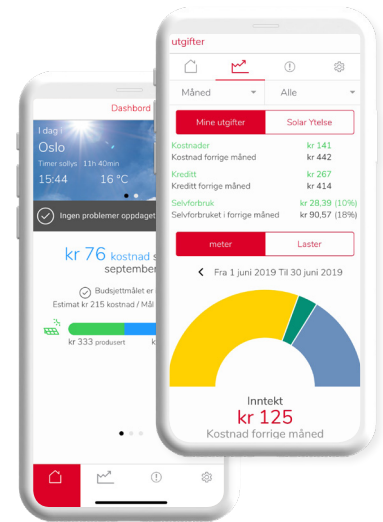 Dashbord
I dag i
Oslo
Timer sollys 11h 40min
15:44 16 °C
Ingen problemer oppdaget
kr 76 kostnad s
september
Budsjettmålet er
Estimat kr 215 kostnad / Mål
kr 333 produsert k
utgifter
Måned Alle
Mine utgifter Solar Ytelse
Kostnader kr 141
Kostnad forrige måned kr 442
Kreditt kr 267
Kreditt forrige måned kr 414
Selvforbruk kr 28,39 (10%)
Selvforbruket i forrige måned kr 90,57 (18%)
meter Laster
Fra 1 juni 2019 Til 30 juni 2019
Inntekt
kr 125
Kostnad forrige måned